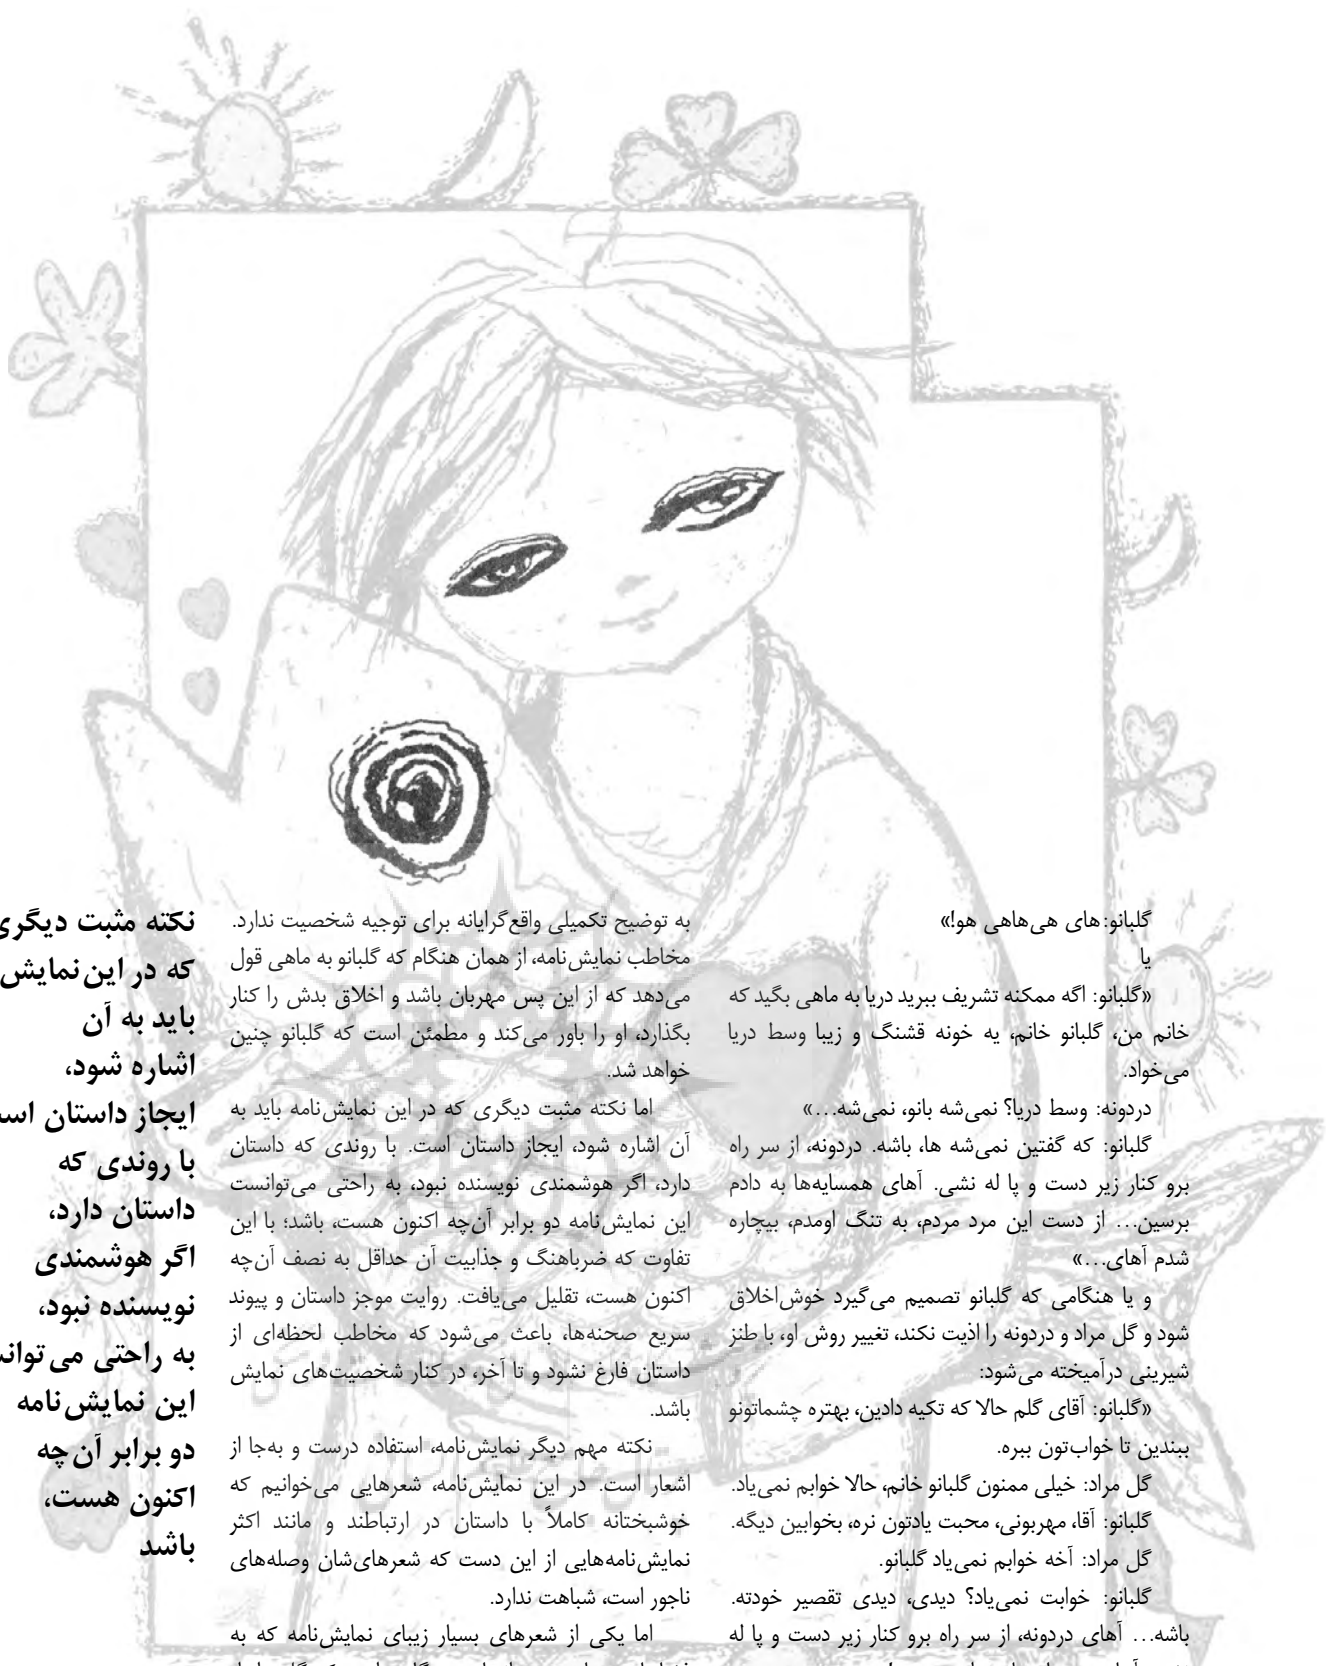 گلبانو: های هی‌هاهی هو!»
یا
«گلبانو: اگه ممکنه تشریف ببرید دریا به ماهی بگید که
خانم من، گلبانو خانم، یه خونه قشنگ و زیبا وسط دریا
می‌خواد.
دردونه: وسط دریا؟ نمی‌شه بانو، نمی‌شه...»
گلبانو: که گفتین نمی‌شه ها، باشه. دردونه، از سر راه
برو کنار زیر دست و پا له نشی. آهای همسایه‌ها به دادم
برسین... از دست این مرد مردم، به تنگ اومدم، بیچاره
شدم آهای...»
و یا هنگامی که گلبانو تصمیم می‌گیرد خوش‌اخلاق
شود و گل مراد و دردونه را اذیت نکند، تغییر روش او، با طنز
شیرینی درآمیخته می‌شود:
«گلبانو: آقای گلم حالا که تکیه دادین، بهتره چشماتونو
ببندین تا خواب‌تون ببره.
گل مراد: خیلی ممنون گلبانو خانم، حالا خوابم نمی‌یاد.
گلبانو: آقا، مهربونی، محبت یادتون نره، بخوابین دیگه.
گل مراد: آخه خوابم نمی‌یاد گلبانو.
گلبانو: خوابت نمی‌یاد؟ دیدی، دیدی تقصیر خودته.
باشه... آهای دردونه، از سر راه برو کنار زیر دست و پا له
به توضیح تکمیلی واقع‌گرایانه برای توجیه شخصیت ندارد.
مخاطب نمایش‌نامه، از همان هنگام که گلبانو به ماهی قول
می‌دهد که از این پس مهربان باشد و اخلاق بدش را کنار
بگذارد، او را باور می‌کند و مطمئن است که گلبانو چنین
خواهد شد.
اما نکته مثبت دیگری که در این نمایش‌نامه باید به
آن اشاره شود، ایجاز داستان است. با روندی که داستان
دارد، اگر هوشمندی نویسنده نبود، به راحتی می‌توانست
این نمایش‌نامه دو برابر آن‌چه اکنون هست، باشد؛ با این
تفاوت که ضرباهنگ و جذابیت آن حداقل به نصف آن‌چه
اکنون هست، تقلیل می‌یافت. روایت موجز داستان و پیوند
سریع صحنه‌ها، باعث می‌شود که مخاطب لحظه‌ای از
داستان فارغ نشود و تا آخر، در کنار شخصیت‌های نمایش
باشد.
نکته مهم دیگر نمایش‌نامه، استفاده درست و به‌جا از
اشعار است. در این نمایش‌نامه، شعرهایی می‌خوانیم که
خوشبختانه کاملاً با داستان در ارتباطند و مانند اکثر
نمایش‌نامه‌هایی از این دست که شعرهای‌شان وصله‌های
ناجور است، شباهت ندارد.
اما یکی از شعرهای بسیار زیبای نمایش‌نامه که به
نکته مثبت دیگری
که در این نمایش
باید به آن
اشاره شود،
ایجاز داستان اس
با روندی که
داستان دارد،
اگر هوشمندی
نویسنده نبود،
به راحتی می‌توان
این نمایش‌نامه
دو برابر آن‌چه
اکنون هست،
باشد